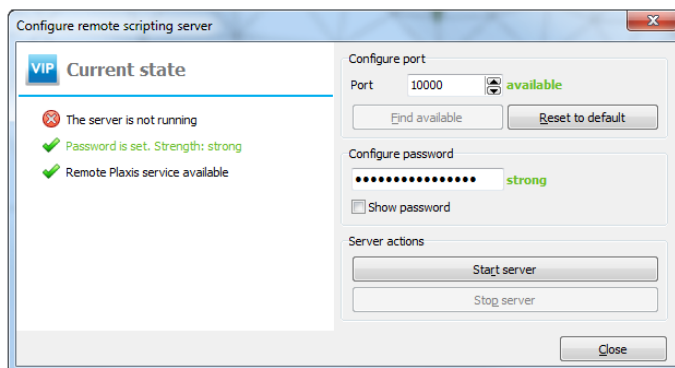 Configure remote scripting server
x
VIP Current state
The server is not running
Password is set. Strength: strong
Remote Plaxis service available
Configure port
Port 10000 available
Find available Reset to default
Configure password
•••••••••••••••• strong
Show password
Server actions
Start server
Stop server
Close